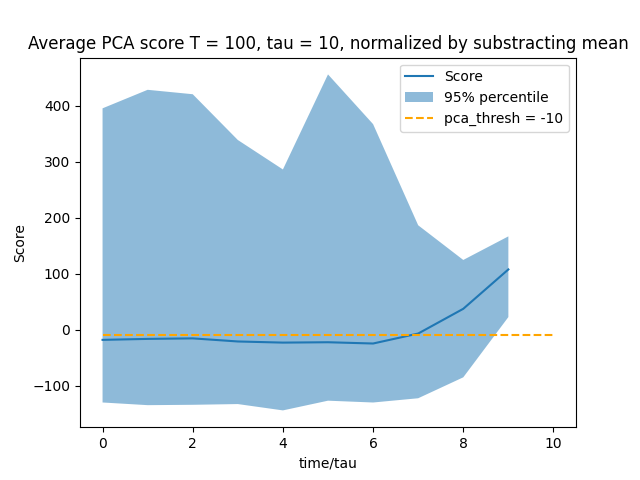 Average PCA score T = 100, tau = 10, normalized by substracting mean
Score
95% percentile
pca_thresh = -10
400
300
200
100
0
−100
Score
0
2
4
6
8
10
time/tau